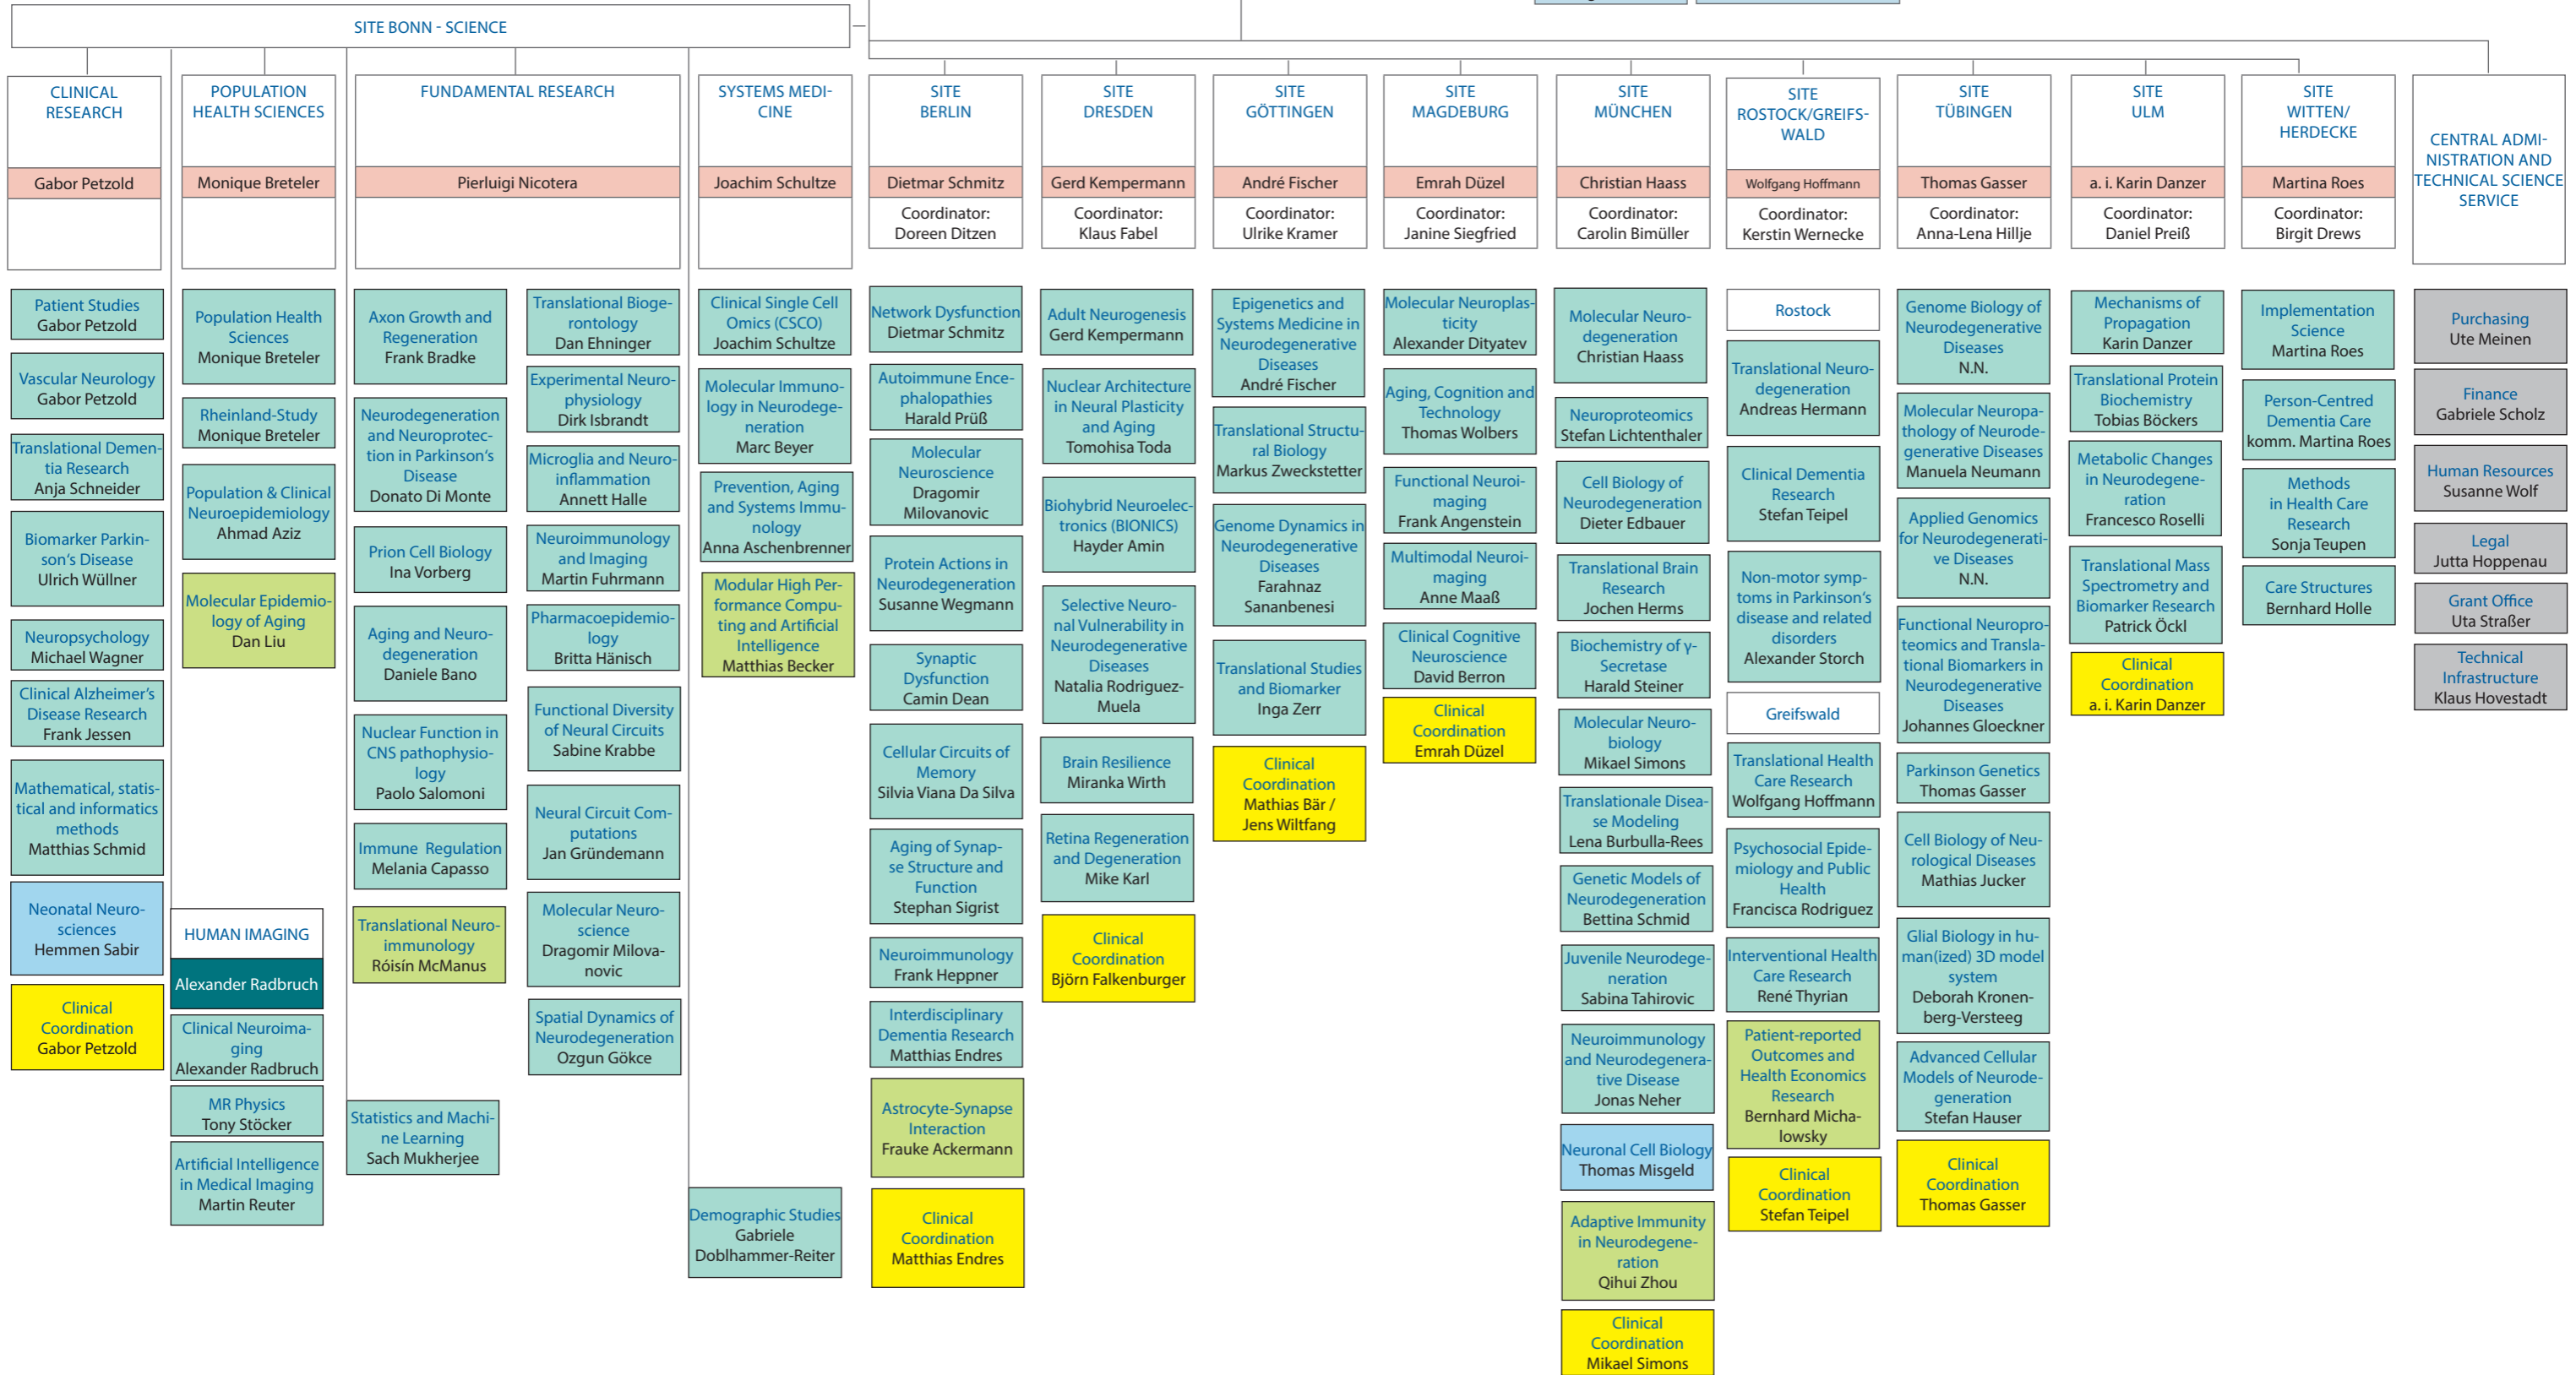 SITE BONN - SCIENCE
CLINICAL
RESEARCH
Gabor Petzold
POPULATION
HEALTH SCIENCES
Monique Breteler
FUNDAMENTAL RESEARCH
Pierluigi Nicotera
SYSTEMS MEDI-
CINE
Joachim Schultze
SITE
BERLIN
Dietmar Schmitz
Coordinator:
Doreen Ditzen
SITE
DRESDEN
Gerd Kempermann
Coordinator:
Klaus Fabel
SITE
GÖTTINGEN
André Fischer
Coordinator:
Ulrike Kramer
SITE
MAGDEBURG
Emrah Düzel
Coordinator:
Janine Siegfried
SITE
MÜNCHEN
Christian Haass
Coordinator:
Carolin Bimüller
SITE
ROSTOCK/GREIFS-
WALD
Wolfgang Hoffmann
Coordinator:
Kerstin Wernecke
SITE
TÜBINGEN
Thomas Gasser
Coordinator:
Anna-Lena Hillje
SITE
ULM
a. i. Karin Danzer
Coordinator:
Daniel Preiß
SITE
WITTEN/
HERDECKE
Martina Roes
Coordinator:
Birgit Drews
CENTRAL ADMI-
NISTRATION AND
TECHNICAL SCIENCE
SERVICE
Patient Studies
Gabor Petzold
Vascular Neurology
Gabor Petzold
Translational Demen-
tia Research
Anja Schneider
Biomarker Parkin-
son's Disease
Ulrich Wüllner
Neuropsychology
Michael Wagner
Clinical Alzheimer's
Disease Research
Frank Jessen
Mathematical, statis-
tical and informatics
methods
Matthias Schmid
Neonatal Neuro-
sciences
Hemmen Sabir
Clinical
Coordination
Gabor Petzold
Population Health
Sciences
Monique Breteler
Rheinland-Study
Monique Breteler
Population & Clinical
Neuroepidemiology
Ahmad Aziz
Molecular Epidemio-
logy of Aging
Dan Liu
HUMAN IMAGING
Alexander Radbruch
Clinical Neuroima-
ging
Alexander Radbruch
MR Physics
Tony Stöcker
Artificial Intelligence
in Medical Imaging
Martin Reuter
Axon Growth and
Regeneration
Frank Bradke
Neurodegeneration
and Neuroprotec-
tion in Parkinson's
Disease
Donato Di Monte
Prion Cell Biology
Ina Vorberg
Aging and Neuro-
degeneration
Daniele Bano
Nuclear Function in
CNS pathophysio-
logy
Paolo Salomoni
Immune Regulation
Melania Capasso
Translational Neuro-
immunology
Róisín McManus
Statistics and Machi-
ne Learning
Sach Mukherjee
Translational Bioge-
rontology
Dan Ehninger
Experimental Neuro-
physiology
Dirk Isbrandt
Microglia and Neuro-
inflammation
Annett Halle
Neuroimmunology
and Imaging
Martin Fuhrmann
Pharmacoepidemio-
logy
Britta Hänisch
Functional Diversity
of Neural Circuits
Sabine Krabbe
Neural Circuit Com-
putations
Jan Gründemann
Molecular Neuro-
science
Dragomir Milova-
novic
Spatial Dynamics of
Neurodegeneration
Ozgun Gökce
Clinical Single Cell
Omics (CSCO)
Joachim Schultze
Molecular Immuno-
logy in Neurodege-
neration
Marc Beyer
Prevention, Aging
and Systems Immu-
nology
Anna Aschenbrenner
Modular High Per-
formance Compu-
ting and Artificial
Intelligence
Matthias Becker
Demographic Studies
Gabriele
Doblhammer-Reiter
Network Dysfunction
Dietmar Schmitz
Autoimmune Ence-
phalopathies
Harald Prüß
Molecular
Neuroscience
Dragomir
Milovanovic
Protein Actions in
Neurodegeneration
Susanne Wegmann
Synaptic
Dysfunction
Camin Dean
Cellular Circuits of
Memory
Silvia Viana Da Silva
Aging of Synap-
se Structure and
Function
Stephan Sigrist
Neuroimmunology
Frank Heppner
Interdisciplinary
Dementia Research
Matthias Endres
Astrocyte-Synapse
Interaction
Frauke Ackermann
Clinical
Coordination
Matthias Endres
Adult Neurogenesis
Gerd Kempermann
Nuclear Architecture
in Neural Plasticity
and Aging
Tomohisa Toda
Biohybrid Neuroelec-
tronics (BIONICS)
Hayder Amin
Selective Neuro-
nal Vulnerability in
Neurodegenerative
Diseases
Natalia Rodriguez-
Muela
Brain Resilience
Miranka Wirth
Retina Regeneration
and Degeneration
Mike Karl
Clinical
Coordination
Björn Falkenburger
Epigenetics and
Systems Medicine in
Neurodegenerative
Diseases
André Fischer
Translational Structu-
ral Biology
Markus Zweckstetter
Genome Dynamics in
Neurodegenerative
Diseases
Farahnaz
Sananbenesi
Translational Studies
and Biomarker
Inga Zerr
Clinical
Coordination
Mathias Bär /
Jens Wiltfang
Molecular Neuroplas-
ticity
Alexander Dityatev
Aging, Cognition and
Technology
Thomas Wolbers
Functional Neuroi-
maging
Frank Angenstein
Multimodal Neuroi-
maging
Anne Maaß
Clinical Cognitive
Neuroscience
David Berron
Clinical
Coordination
Emrah Düzel
Molecular Neuro-
degeneration
Christian Haass
Neuroproteomics
Stefan Lichtenthaler
Cell Biology of
Neurodegeneration
Dieter Edbauer
Translational Brain
Research
Jochen Herms
Biochemistry of γ-
Secretase
Harald Steiner
Molecular Neuro-
biology
Mikael Simons
Translationale Disea-
se Modeling
Lena Burbulla-Rees
Genetic Models of
Neurodegeneration
Bettina Schmid
Juvenile Neurodege-
neration
Sabina Tahirovic
Neuroimmunology
and Neurodegenera-
tive Disease
Jonas Neher
Neuronal Cell Biology
Thomas Misgeld
Adaptive Immunity
in Neurodegene-
ration
Qihui Zhou
Clinical
Coordination
Mikael Simons
Rostock
Translational Neuro-
degeneration
Andreas Hermann
Clinical Dementia
Research
Stefan Teipel
Non-motor symp-
toms in Parkinson's
disease and related
disorders
Alexander Storch
Greifswald
Translational Health
Care Research
Wolfgang Hoffmann
Psychosocial Epide-
miology and Public
Health
Francisca Rodriguez
Interventional Health
Care Research
René Thyrian
Patient-reported
Outcomes and
Health Economics
Research
Bernhard Micha-
lowsky
Clinical
Coordination
Stefan Teipel
Genome Biology of
Neurodegenerative
Diseases
N.N.
Molecular Neuropa-
thology of Neurode-
generative Diseases
Manuela Neumann
Applied Genomics
for Neurodegenerati-
ve Diseases
N.N.
Functional Neuropro-
teomics and Transla-
tional Biomarkers in
Neurodegenerative
Diseases
Johannes Gloeckner
Parkinson Genetics
Thomas Gasser
Cell Biology of Neu-
rological Diseases
Mathias Jucker
Glial Biology in hu-
man(ized) 3D model
system
Deborah Kronen-
berg-Versteeg
Advanced Cellular
Models of Neurode-
generation
Stefan Hauser
Clinical
Coordination
Thomas Gasser
Mechanisms of
Propagation
Karin Danzer
Translational Protein
Biochemistry
Tobias Böckers
Metabolic Changes
in Neurodegene-
ration
Francesco Roselli
Translational Mass
Spectrometry and
Biomarker Research
Patrick Öckl
Clinical
Coordination
a. i. Karin Danzer
Implementation
Science
Martina Roes
Person-Centred
Dementia Care
komm. Martina Roes
Methods
in Health Care
Research
Sonja Teupen
Care Structures
Bernhard Holle
Purchasing
Ute Meinen
Finance
Gabriele Scholz
Human Resources
Susanne Wolf
Legal
Jutta Hoppenau
Grant Office
Uta Straßer
Technical
Infrastructure
Klaus Hovestadt